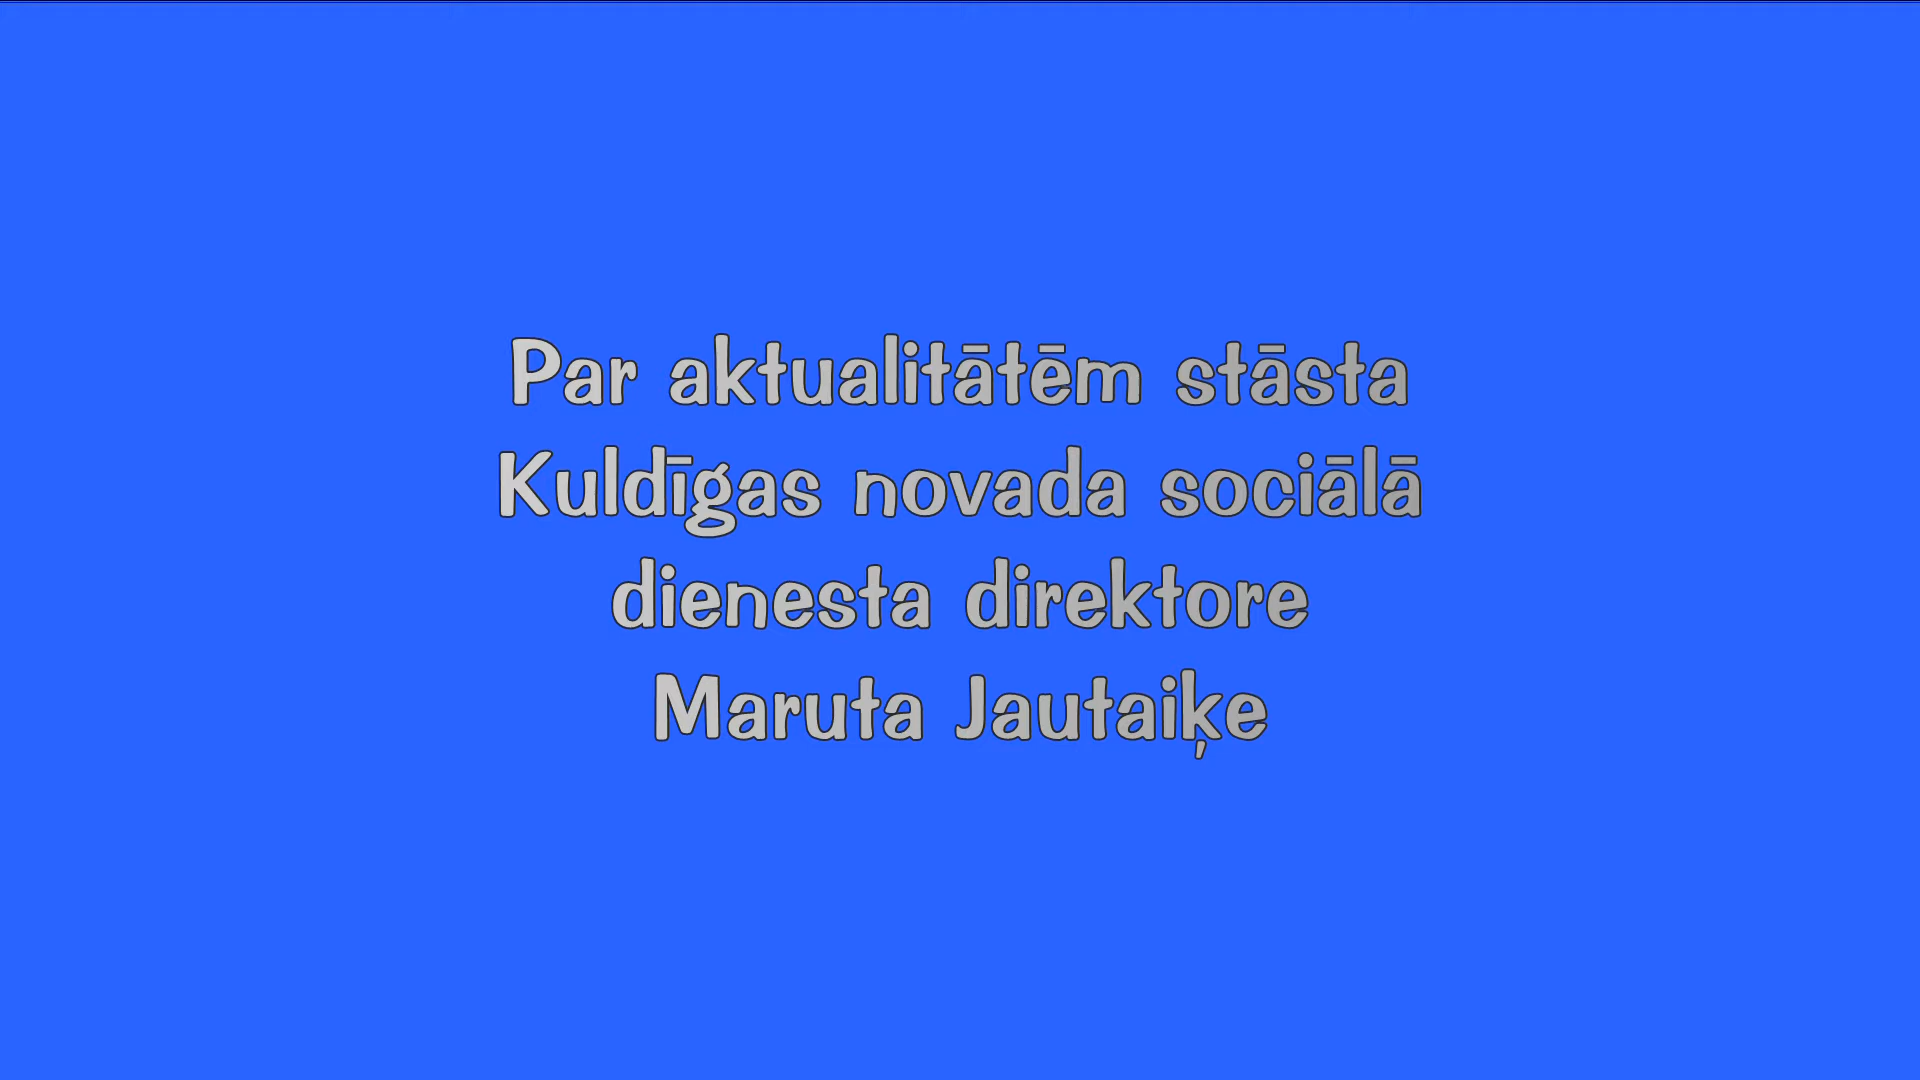 Par aktualitātēm stāsta
Kuldīgas novada sociālā
dienesta direktore
Maruta Jautaiķe